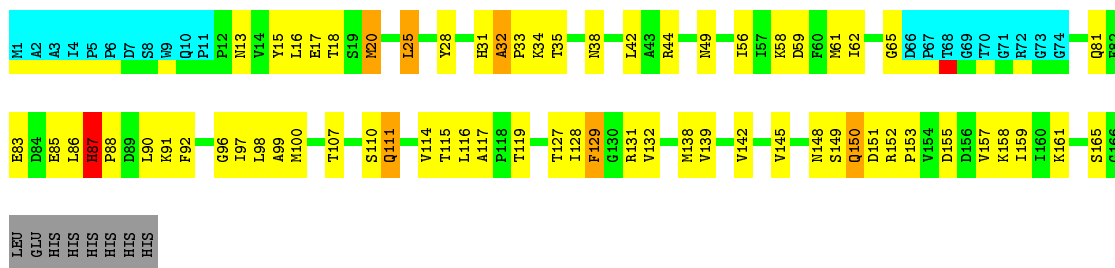 M1 A2 A3 I4 P5 P6 D7 S8 W9 Q10 P11 P12 N13 V14 Y15 L16 E17 T18 S19 M20 L25 Y28 H31 A32 P33 K34 T35 N38 L42 A43 R44 N49 I56 I57 K58 D59 F60 M61 I62 G65 D66 P67 T68 G69 T70 G71 R72 G73 G74 Q81
E83 D84 E85 L86 H87 P88 D89 L90 K91 F92 G96 I97 L98 A99 M100 T107 S110 Q111 V114 T115 L116 A117 P118 T119 T127 I128 F129 G130 R131 V132 M138 V139 V142 V145 N148 S149 Q150 D151 R152 P153 V154 D155 D156 V157 K158 I159 I160 K161 S165
LEU GLU HIS HIS HIS HIS HIS HIS